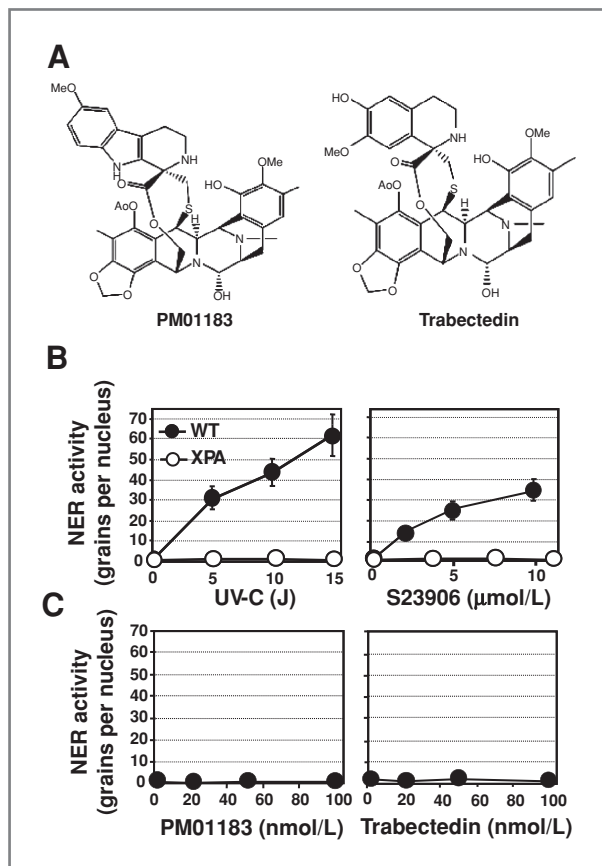 A
MeO
N
H
NH
O
O
S
H
AcO
HO
OMe
N
N
O
O
OH
PM01183
HO
MeO
NH
O
O
S
H
AcO
HO
OMe
N
N
O
O
OH
Trabectedin
B
NER activity
(grains per nucleus)
70
60
50
40
30
20
10
0
WT
XPA
0 5 10 15
UV-C (J)
0 5 10
S23906 (μmol/L)
C
NER activity
(grains per nucleus)
70
60
50
40
30
20
10
0
0 20 40 60 80 100
PM01183 (nmol/L)
0 20 40 60 80 100
Trabectedin (nmol/L)